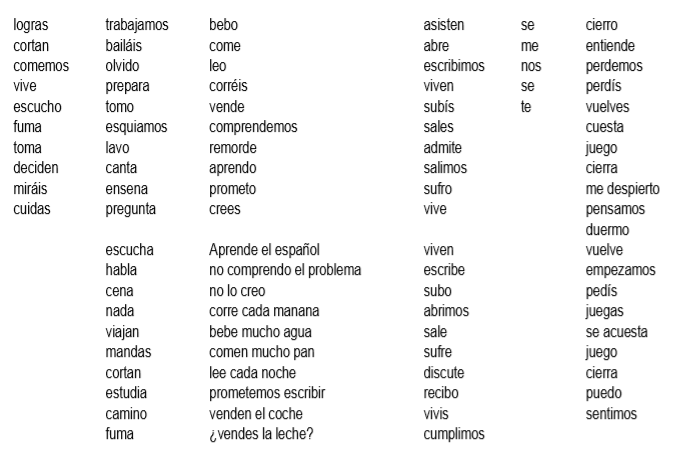 logras trabajamos bebo asisten se cierro
cortan bailáis come abre me entiende
comemos olvido leo escribimos nos perdemos
vive prepara corréis viven se perdís
escucho tomo vende subís te vuelves
fuma esquiamos comprendemos sales cuesta
toma lavo remorde admite juego
deciden canta aprendo salimos cierra
miráis ensena prometo sufro me despierto
cuidas pregunta crees vive pensamos
duermo
escucha Aprende el español viven vuelve
habla no comprendo el problema escribe empezamos
cena no lo creo subo pedís
nada corre cada manana abrimos juegas
viajan bebe mucho agua sale se acuesta
mandas comen mucho pan sufre juego
cortan lee cada noche discute cierra
estudia prometemos escribir recibo puedo
camino venden el coche vivis sentimos
fuma ¿vendes la leche? cumplimos